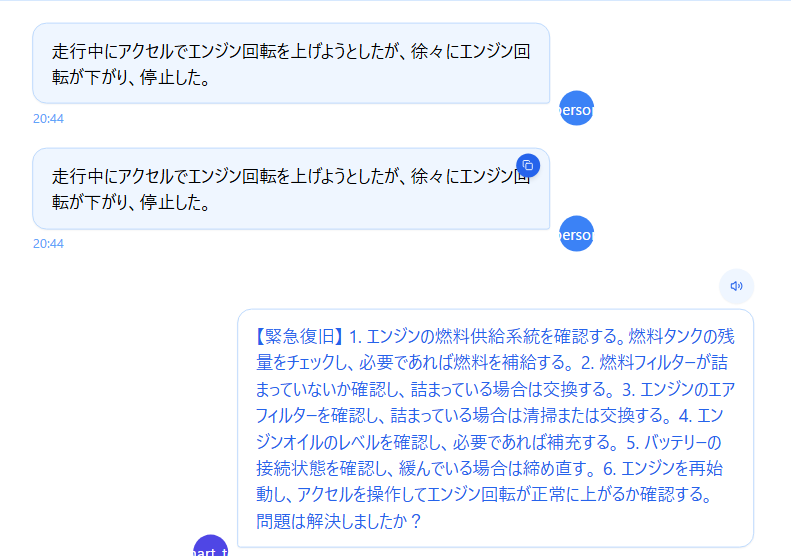 走行中にアクセルでエンジン回転を上げようとしたが、徐々にエンジン回
転が下がり、停止した。
20:44
person
走行中にアクセルでエンジン回転を上げようとしたが、徐々にエンジン回
転が下がり、停止した。
20:44
person
【緊急復旧】 1. エンジンの燃料供給系統を確認する。燃料タンクの残
量をチェックし、必要であれば燃料を補給する。 2. 燃料フィルターが詰
まっていないか確認し、詰まっている場合は交換する。 3. エンジンのエア
フィルターを確認し、詰まっている場合は清掃または交換する。 4. エン
ジンオイルのレベルを確認し、必要であれば補充する。 5. バッテリーの
接続状態を確認し、緩んでいる場合は締め直す。 6. エンジンを再始
動し、アクセルを操作してエンジン回転が正常に上がるか確認する。
問題は解決しましたか？